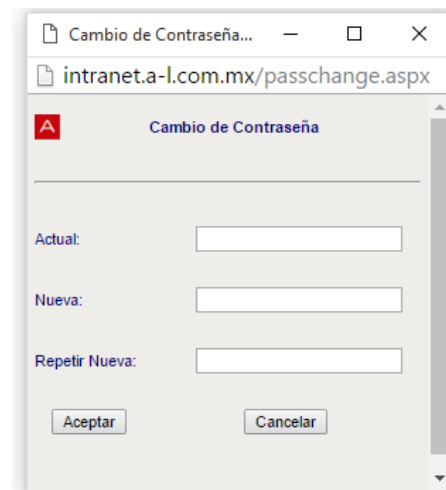 Cambio de Contraseña...
intranet.a-l.com.mx/passchange.aspx
A
Cambio de Contraseña
Actual:
Nueva:
Repetir Nueva:
Aceptar Cancelar